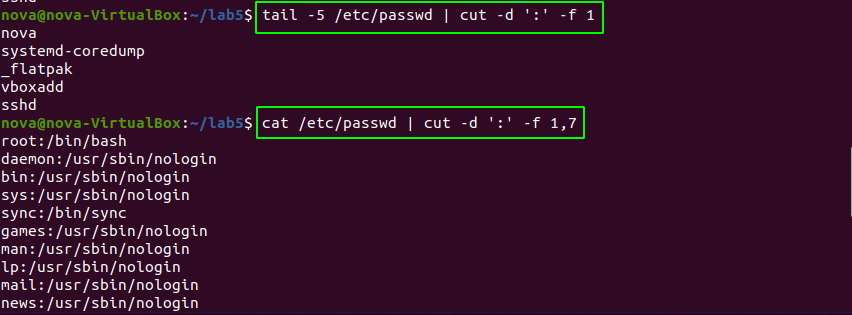 sshd
nova@nova-VirtualBox:~/lab5$ tail -5 /etc/passwd | cut -d ':' -f 1
nova
systemd-coredump
_flatpak
vboxadd
sshd
nova@nova-VirtualBox:~/lab5$ cat /etc/passwd | cut -d ':' -f 1,7
root:/bin/bash
daemon:/usr/sbin/nologin
bin:/usr/sbin/nologin
sys:/usr/sbin/nologin
sync:/bin/sync
games:/usr/sbin/nologin
man:/usr/sbin/nologin
lp:/usr/sbin/nologin
mail:/usr/sbin/nologin
news:/usr/sbin/nologin